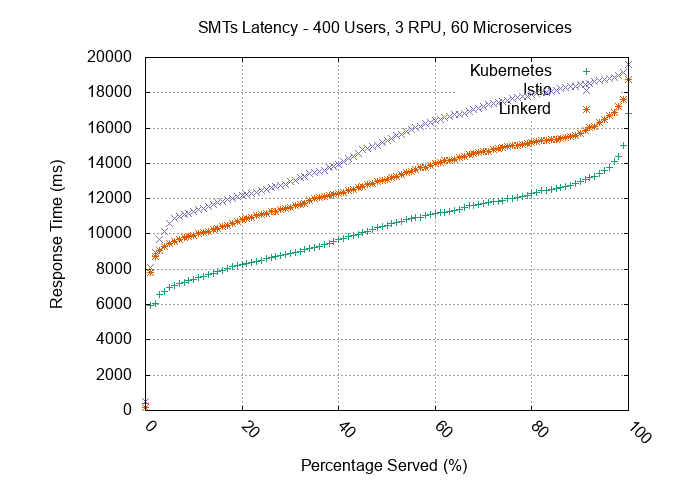 SMTs Latency - 400 Users, 3 RPU, 60 Microservices
20000
18000
16000
14000
12000
10000
8000
6000
4000
2000
0
Response Time (ms)
Kubernetes
Istio
Linkerd
0
20
40
60
80
100
Percentage Served (%)